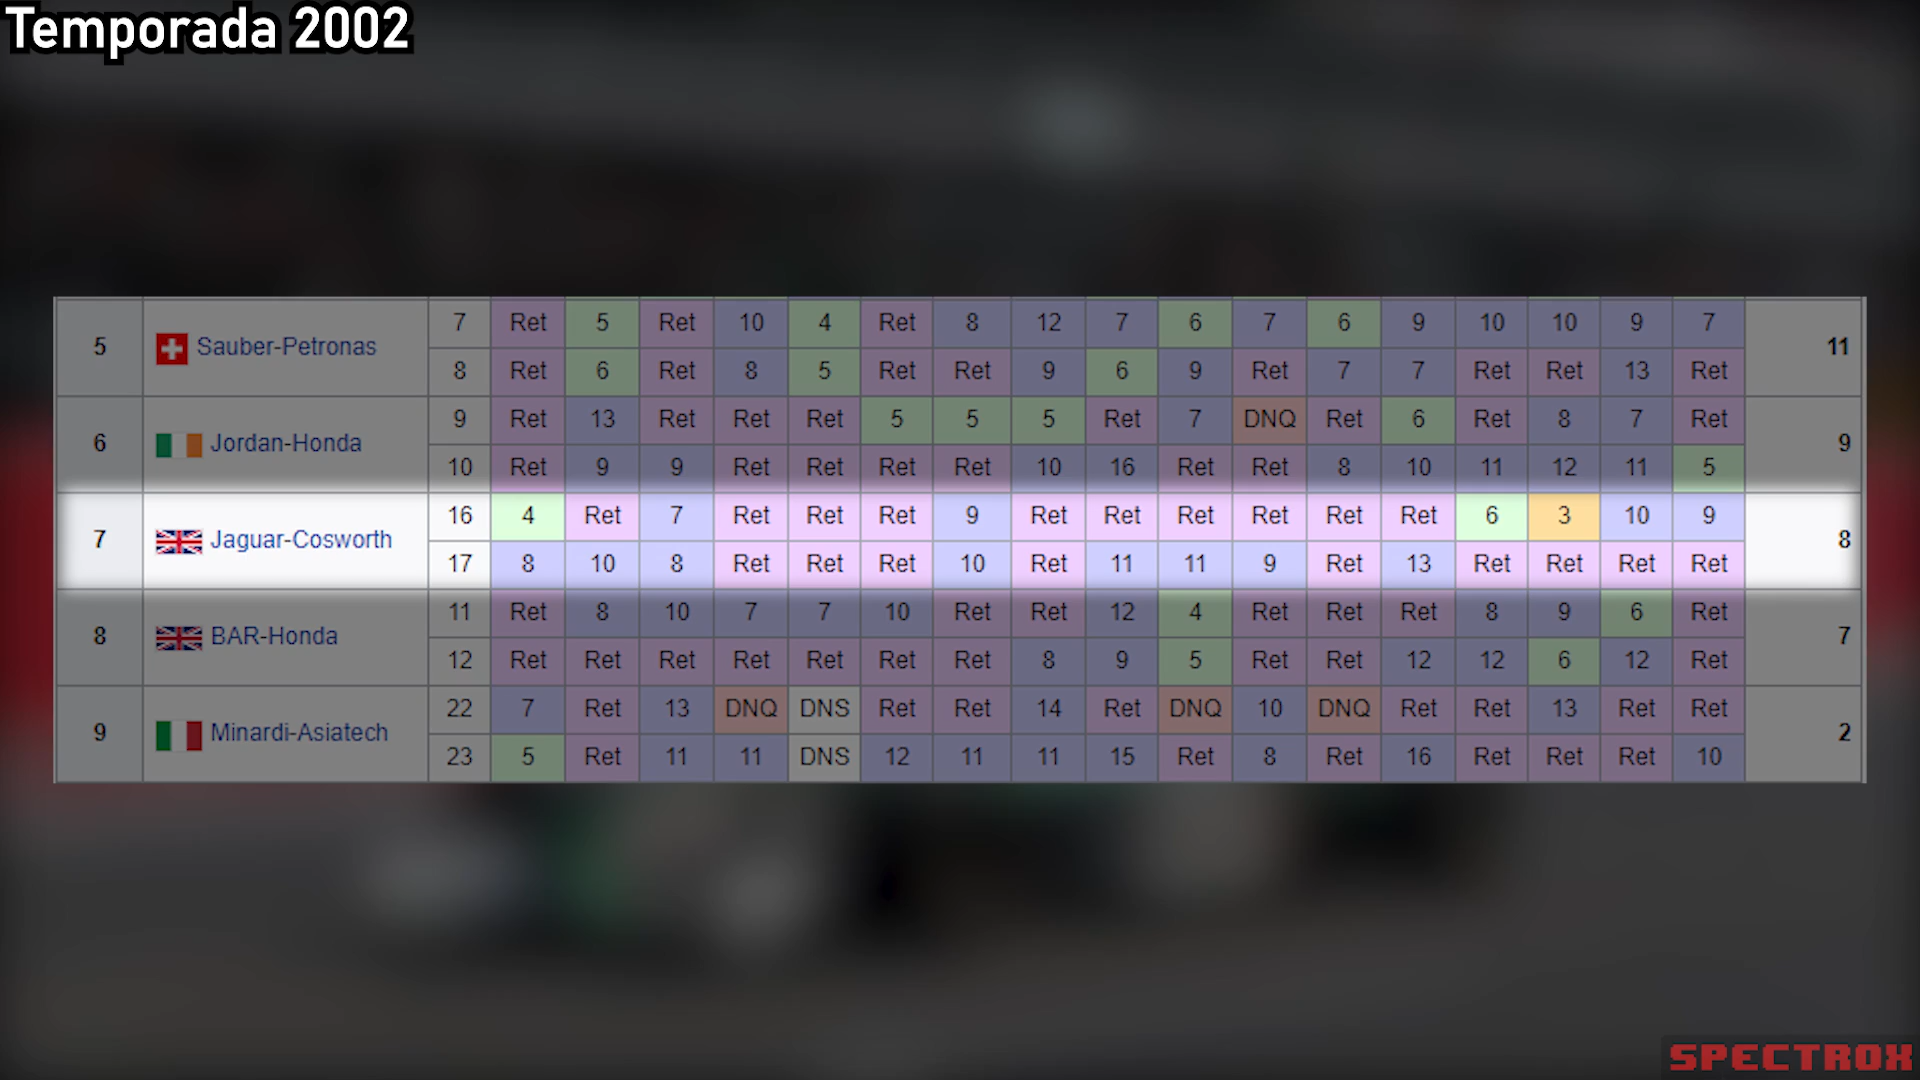 Temporada 2002
5 Sauber-Petronas 7 Ret 5 Ret 10 4 Ret 8 12 7 6 7 6 9 10 10 9 7 11
8 Ret 6 Ret 8 5 Ret Ret 9 6 9 Ret 7 7 Ret Ret 13 Ret
6 Jordan-Honda 9 Ret 13 Ret Ret Ret 5 5 5 Ret 7 DNQ Ret 6 Ret 8 7 Ret 9
10 Ret 9 9 Ret Ret Ret Ret 10 16 Ret Ret 8 10 11 12 11 5
7 Jaguar-Cosworth 16 4 Ret 7 Ret Ret Ret 9 Ret Ret Ret Ret Ret Ret 6 3 10 9 8
17 8 10 8 Ret Ret Ret 10 Ret 11 11 9 Ret 13 Ret Ret Ret Ret
8 BAR-Honda 11 Ret 8 10 7 7 10 Ret Ret 12 4 Ret Ret Ret 8 9 6 Ret 7
12 Ret Ret Ret Ret Ret Ret Ret 8 9 5 Ret Ret 12 12 6 12 Ret
9 Minardi-Asiatech 22 7 Ret 13 DNQ DNS Ret Ret 14 Ret DNQ 10 DNQ Ret Ret 13 Ret Ret 2
23 5 Ret 11 11 DNS 12 11 11 15 Ret 8 Ret 16 Ret Ret Ret 10
SPECTROX